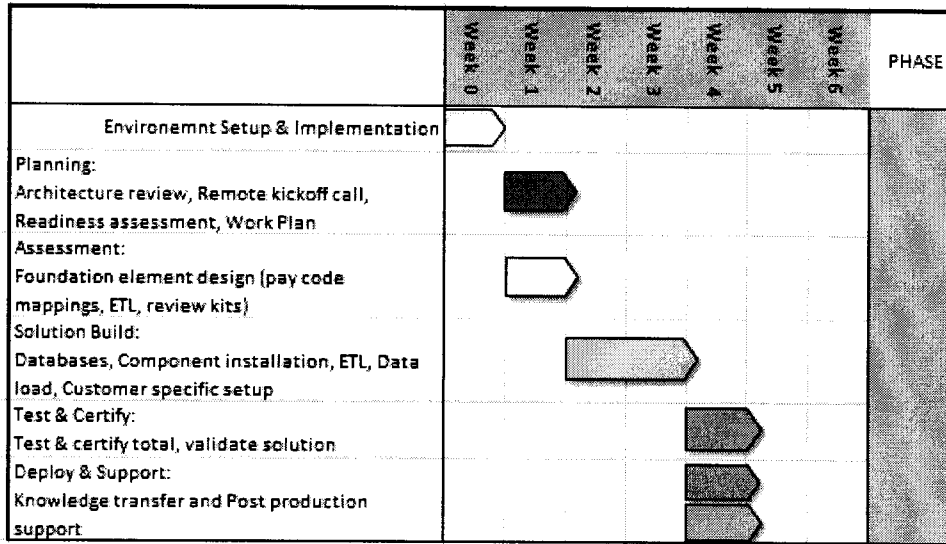 Week 0
Week 1
Week 2
Week 3
Week 4
Week 5
Week 6
PHASE
Environemnt Setup & Implementation
Planning:
Architecture review, Remote kickoff call,
Readiness assessment, Work Plan
Assessment:
Foundation element design (pay code
mappings, ETL, review kits)
Solution Build:
Databases, Component installation, ETL, Data
load, Customer specific setup
Test & Certify:
Test & certify total, validate solution
Deploy & Support:
Knowledge transfer and Post production
support